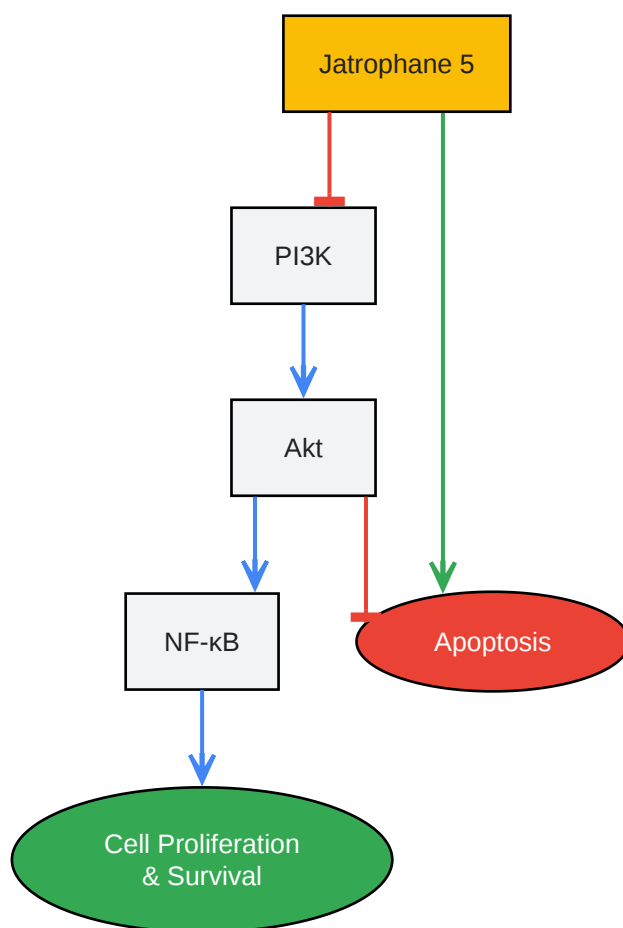 Jatrophane 5
PI3K
Akt
NF-κB
Apoptosis
Cell Proliferation
& Survival